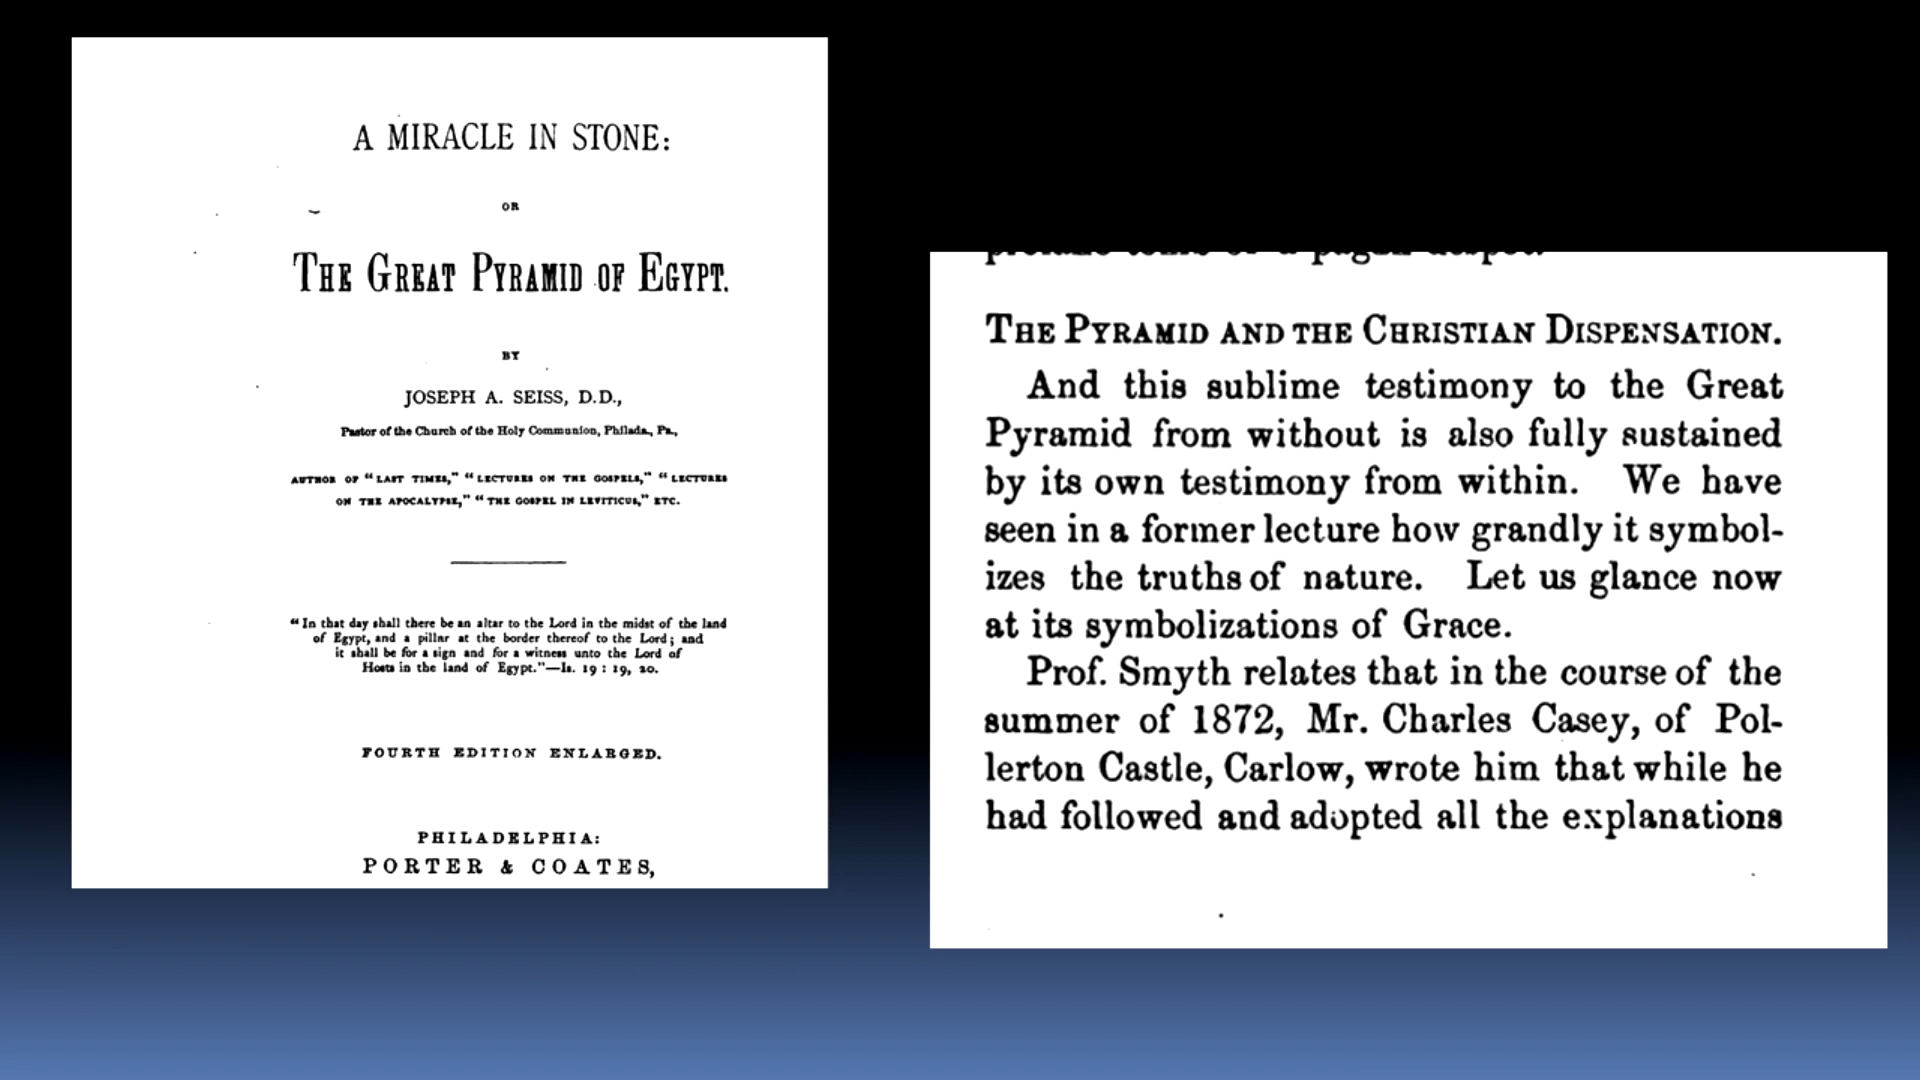 A MIRACLE IN STONE:
OR
THE GREAT PYRAMID OF EGYPT.
BY
JOSEPH A. SEISS, D.D.,
Pastor of the Church of the Holy Communion, Philada., Pa.,
AUTHOR OF "LAST TIMES," "LECTURES ON THE GOSPELS," "LECTURES
ON THE APOCALYPSE," "THE GOSPEL IN LEVITICUS," ETC.
"In that day shall there be an altar to the Lord in the midst of the land
of Egypt, and a pillar at the border thereof to the Lord; and
it shall be for a sign and for a witness unto the Lord of
Hosts in the land of Egypt."—Is. 19 : 19, 20.
FOURTH EDITION ENLARGED.
PHILADELPHIA:
PORTER & COATES,
THE PYRAMID AND THE CHRISTIAN DISPENSATION.
And this sublime testimony to the Great
Pyramid from without is also fully sustained
by its own testimony from within. We have
seen in a former lecture how grandly it symbol-
izes the truths of nature. Let us glance now
at its symbolizations of Grace.
Prof. Smyth relates that in the course of the
summer of 1872, Mr. Charles Casey, of Pol-
lerton Castle, Carlow, wrote him that while he
had followed and adopted all the explanations